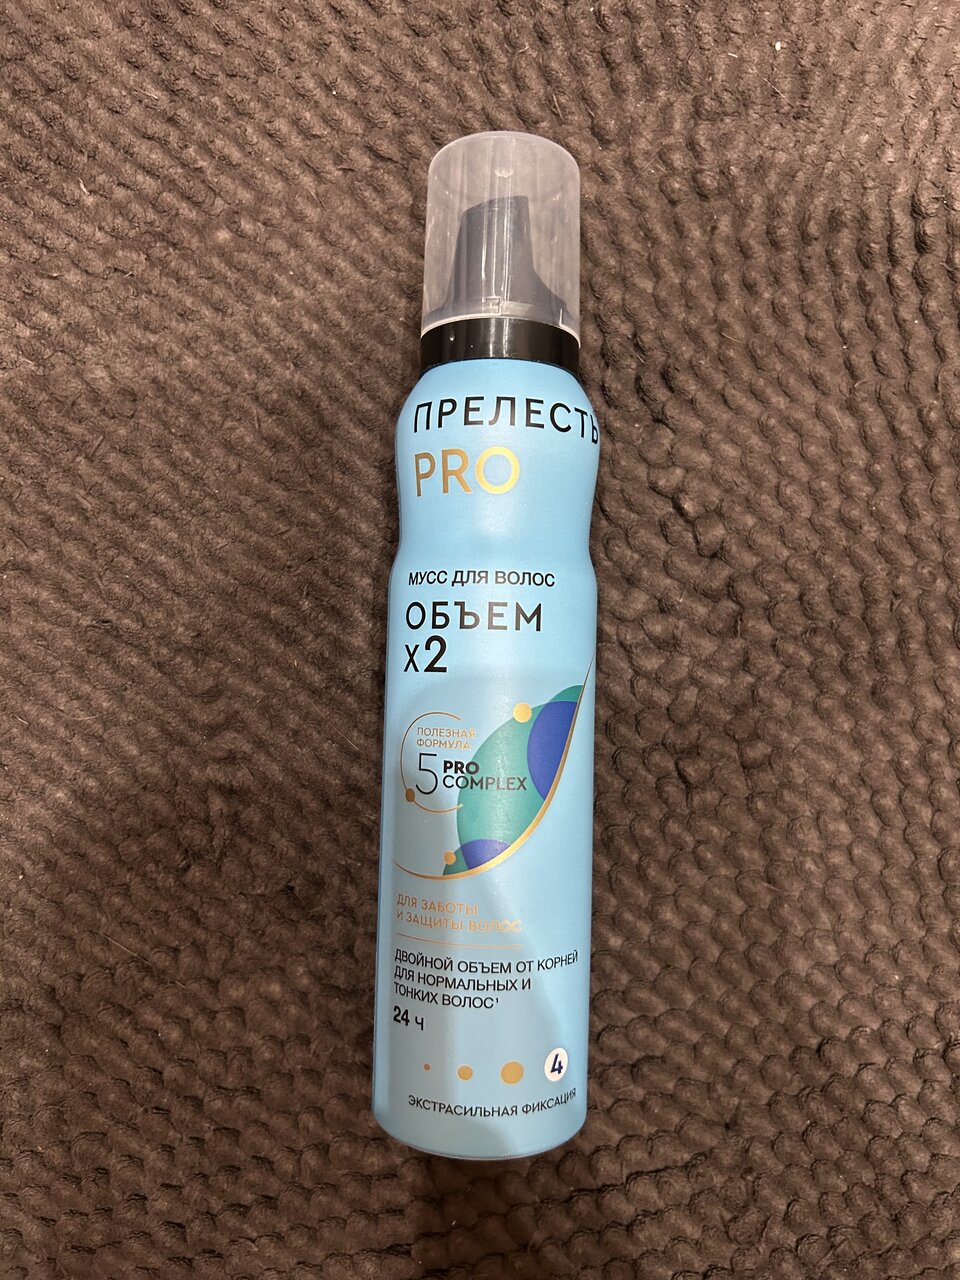 ПРЕЛЕСТЬ
PRO
МУСС ДЛЯ ВОЛОС
ОБЪЕМ
X2
ПОЛЕЗНАЯ
ФОРМУЛА
5 PRO
COMPLEX
ДЛЯ ЗАБОТЫ
И ЗАЩИТЫ ВОЛОС
ДВОЙНОЙ ОБЪЕМ ОТ КОРНЕЙ
ДЛЯ НОРМАЛЬНЫХ И
ТОНКИХ ВОЛОС¹
24 Ч
4
ЭКСТРАСИЛЬНАЯ ФИКСАЦИЯ